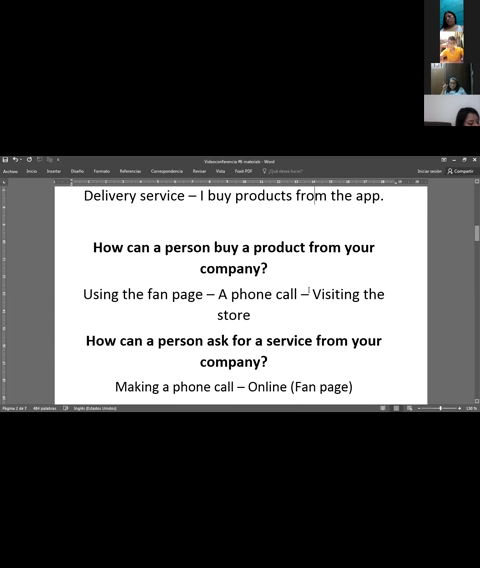 Videoconferencia #6 materials - Word
Archivo Inicio Insertar Diseño Formato Referencias Correspondencia Revisar Vista Foxit PDF ¿Qué desea hacer? Iniciar sesión Compartir
Delivery service – I buy products from the app.
How can a person buy a product from your
company?
Using the fan page – A phone call – Visiting the
store
How can a person ask for a service from your
company?
Making a phone call – Online (Fan page)
Página 2 de 7 484 palabras Inglés (Estados Unidos) 130 %